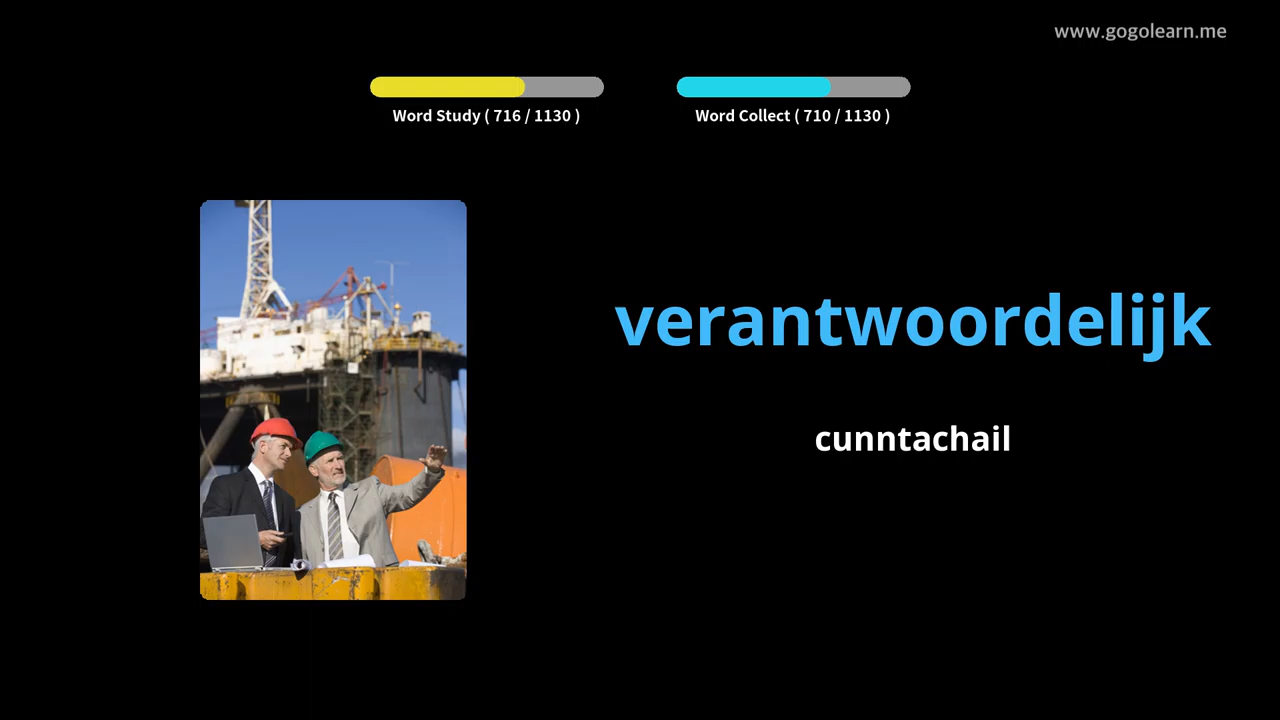 www.gogolearn.me
Word Study ( 716 / 1130 )
Word Collect ( 710 / 1130 )
verantwoordelijk
cunntachail